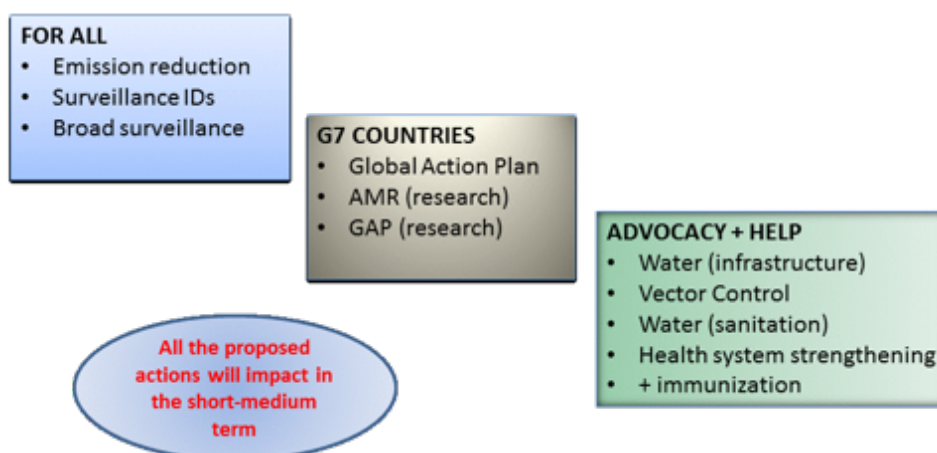 FOR ALL
• Emission reduction
• Surveillance IDs
• Broad surveillance
G7 COUNTRIES
• Global Action Plan
• AMR (research)
• GAP (research)
ADVOCACY + HELP
• Water (infrastructure)
• Vector Control
• Water (sanitation)
• Health system strengthening
• + immunization
All the proposed
actions will impact in
the short-medium
term